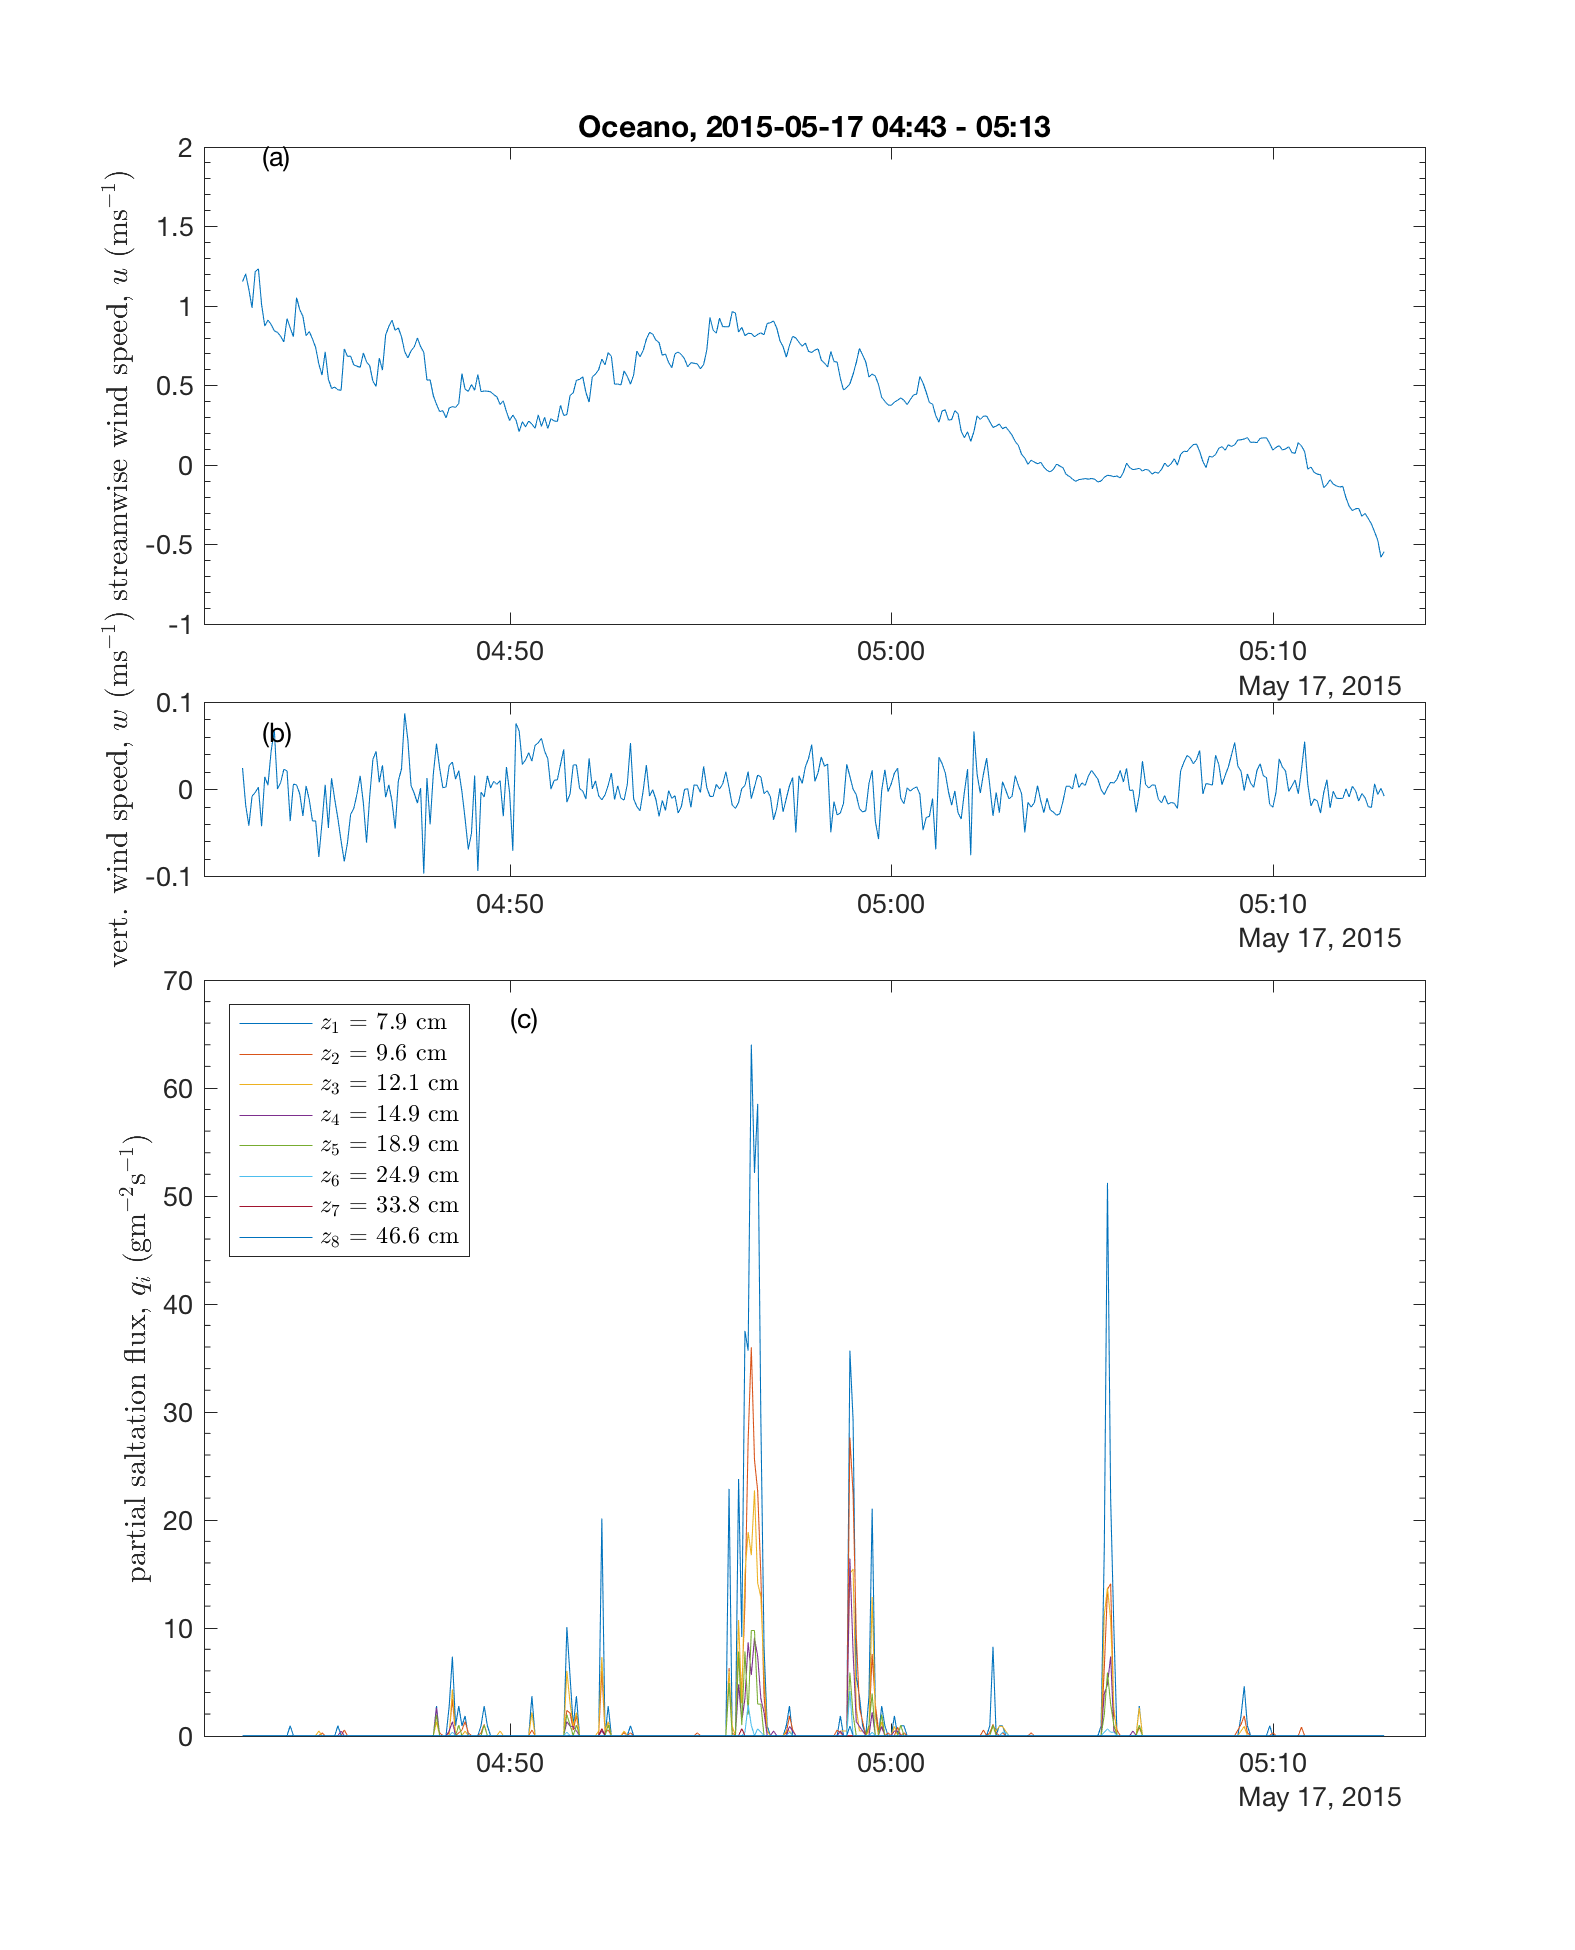 Oceano, 2015-05-17 04:43 - 05:13
(a)
2
1.5
1
0.5
0
-0.5
-1
streamwise wind speed, u (ms⁻¹)
04:50 05:00 05:10
May 17, 2015
(b)
0.1
0
-0.1
vert. wind speed, w (ms⁻¹)
04:50 05:00 05:10
May 17, 2015
(c)
70
60
50
40
30
20
10
0
partial saltation flux, qᵢ (gm⁻²s⁻¹)
z₁ = 7.9 cm
z₂ = 9.6 cm
z₃ = 12.1 cm
z₄ = 14.9 cm
z₅ = 18.9 cm
z₆ = 24.9 cm
z₇ = 33.8 cm
z₈ = 46.6 cm
04:50 05:00 05:10
May 17, 2015